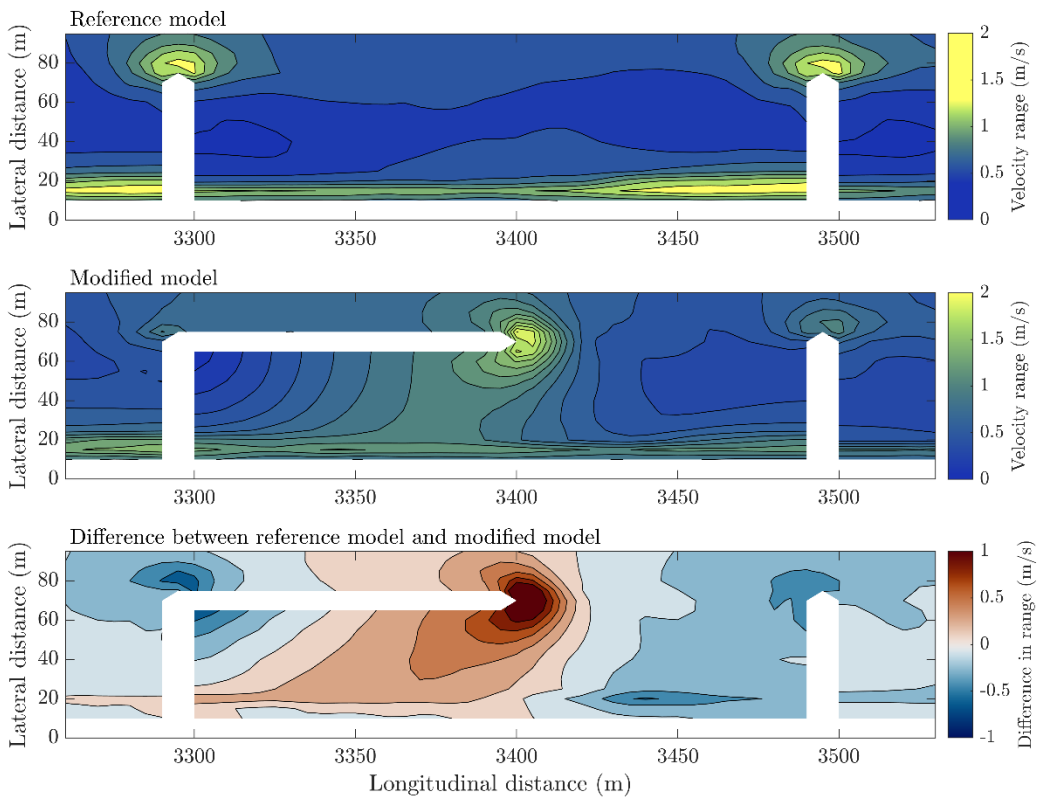 Reference model
Lateral distance (m)
80
60
40
20
0
3300 3350 3400 3450 3500
2
1.5
1
0.5
0
Velocity range (m/s)
Modified model
Lateral distance (m)
80
60
40
20
0
3300 3350 3400 3450 3500
2
1.5
1
0.5
0
Velocity range (m/s)
Difference between reference model and modified model
Lateral distance (m)
80
60
40
20
0
3300 3350 3400 3450 3500
Longitudinal distance (m)
1
0.5
0
-0.5
-1
Difference in range (m/s)